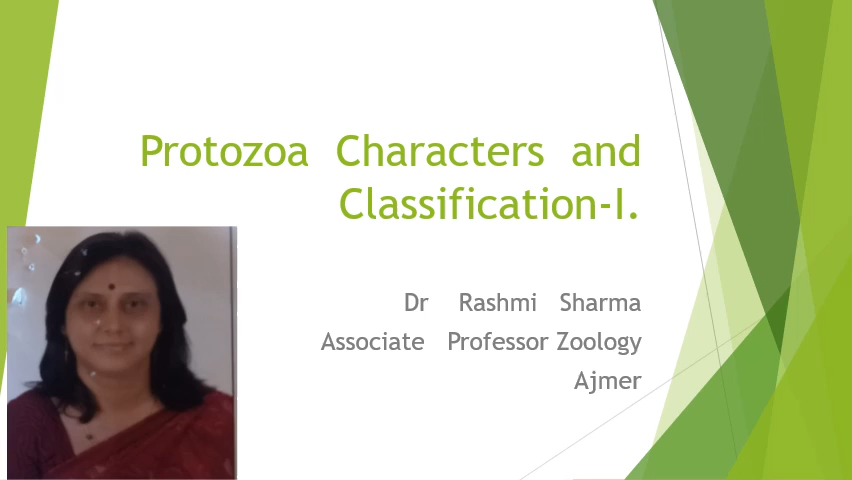 Protozoa Characters and
Classification-I.
Dr Rashmi Sharma
Associate Professor Zoology
Ajmer